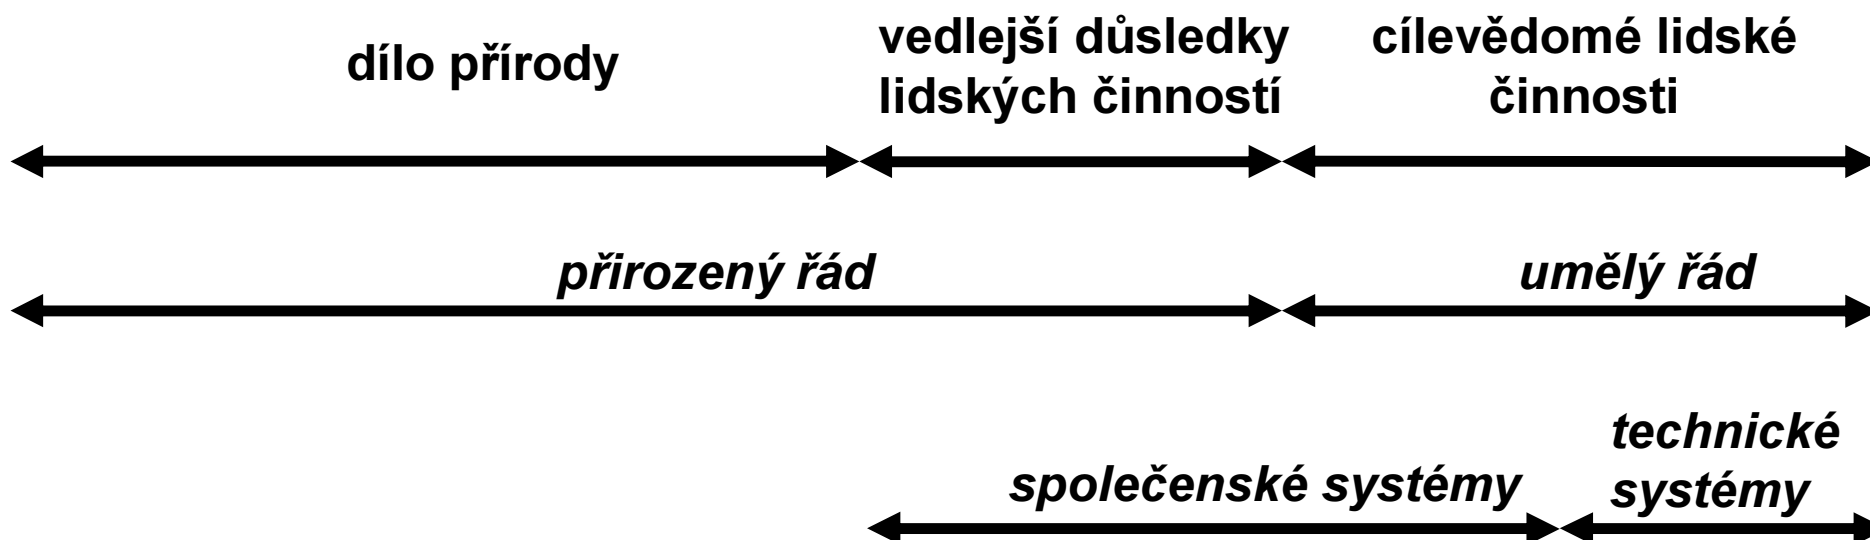 dílo přírody
vedlejší důsledky
lidských činností
cílevědomé lidské
činnosti
přirozený řád
umělý řád
společenské systémy
technické
systémy